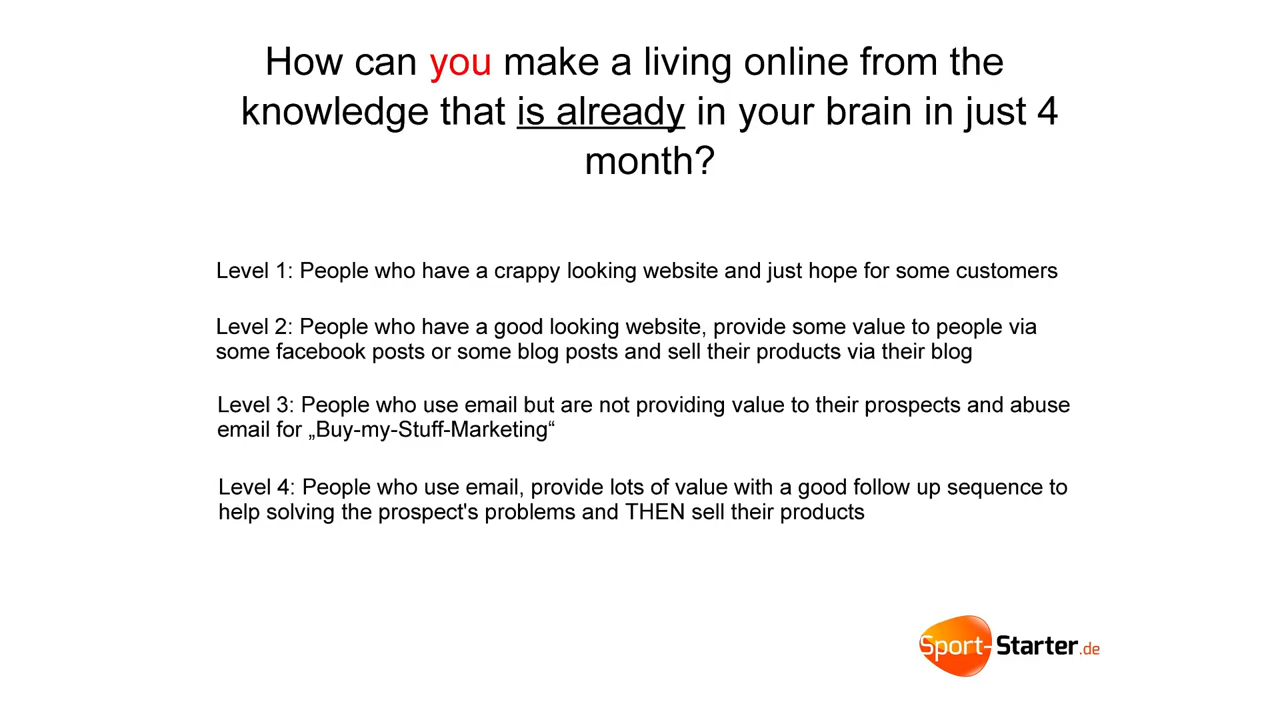 How can you make a living online from the
knowledge that is already in your brain in just 4
month?
Level 1: People who have a crappy looking website and just hope for some customers
Level 2: People who have a good looking website, provide some value to people via
some facebook posts or some blog posts and sell their products via their blog
Level 3: People who use email but are not providing value to their prospects and abuse
email for „Buy-my-Stuff-Marketing“
Level 4: People who use email, provide lots of value with a good follow up sequence to
help solving the prospect's problems and THEN sell their products
Sport-Starter.de